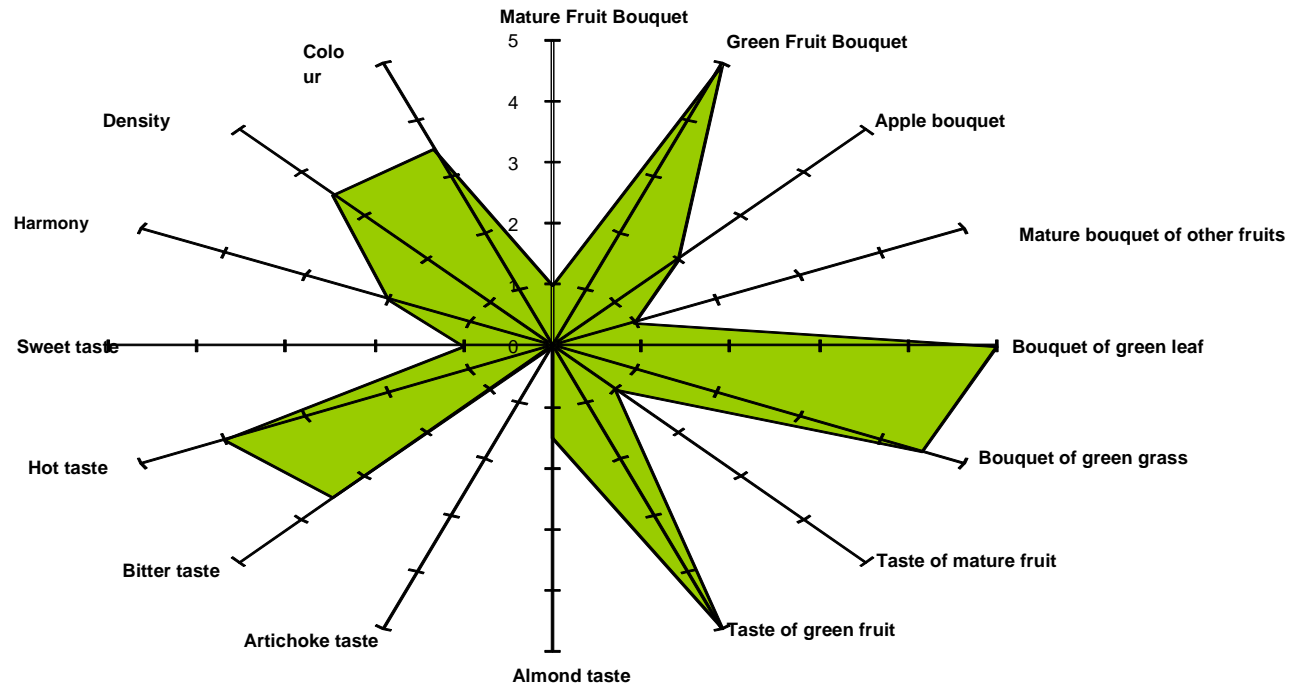 Mature Fruit Bouquet
Green Fruit Bouquet
Apple bouquet
Mature bouquet of other fruits
Bouquet of green leaf
Bouquet of green grass
Taste of mature fruit
Taste of green fruit
Almond taste
Artichoke taste
Bitter taste
Hot taste
Sweet taste
Harmony
Density
Colo
ur
5
4
3
2
1
0